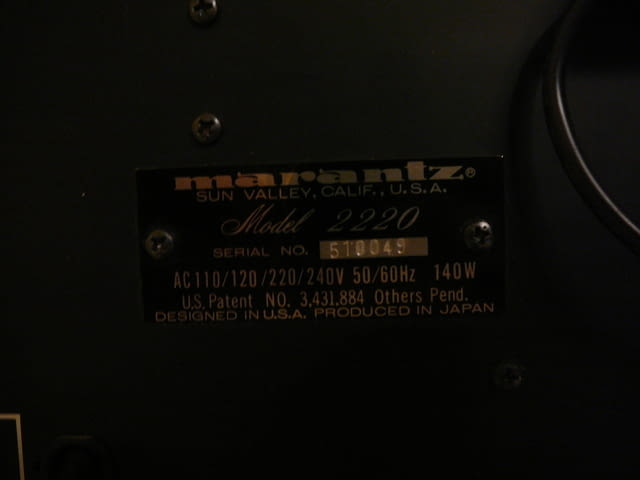 marantz®
SUN VALLEY, CALIF., U.S.A.
Model 2220
SERIAL NO. 510049
AC110/120/220/240V 50/60Hz 140W
U.S. Patent NO. 3,431.884 Others Pend.
DESIGNED IN U.S.A. PRODUCED IN JAPAN